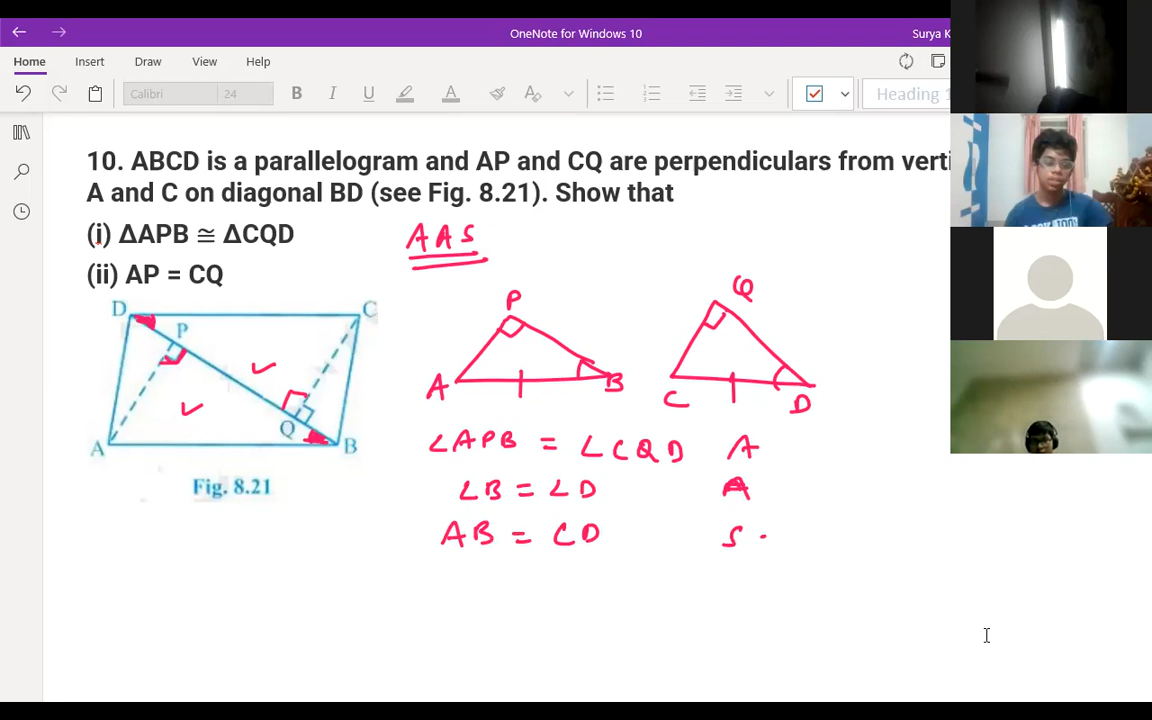 OneNote for Windows 10
Surya K
Home Insert Draw View Help
Calibri 24 B I U A Heading 1
10. ABCD is a parallelogram and AP and CQ are perpendiculars from verti
A and C on diagonal BD (see Fig. 8.21). Show that
(i) ΔAPB ≅ ΔCQD
AAS
(ii) AP = CQ
D C
P
Q
A B
Fig. 8.21
P
A B
Q
C D
∠APB = ∠CQD A
∠B = ∠D A
AB = CD S.